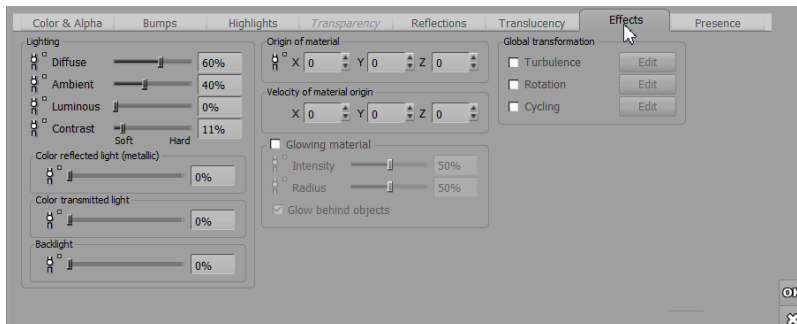 Color & Alpha Bumps Highlights Transparency Reflections Translucency Effects Presence
Lighting
Diffuse 60%
Ambient 40%
Luminous 0%
Contrast 11%
Soft Hard
Color reflected light (metallic)
0%
Color transmitted light
0%
Backlight
0%
Origin of material
X 0 Y 0 Z 0
Velocity of material origin
X 0 Y 0 Z 0
Glowing material
Intensity 50%
Radius 50%
Glow behind objects
Global transformation
Turbulence Edit
Rotation Edit
Cycling Edit